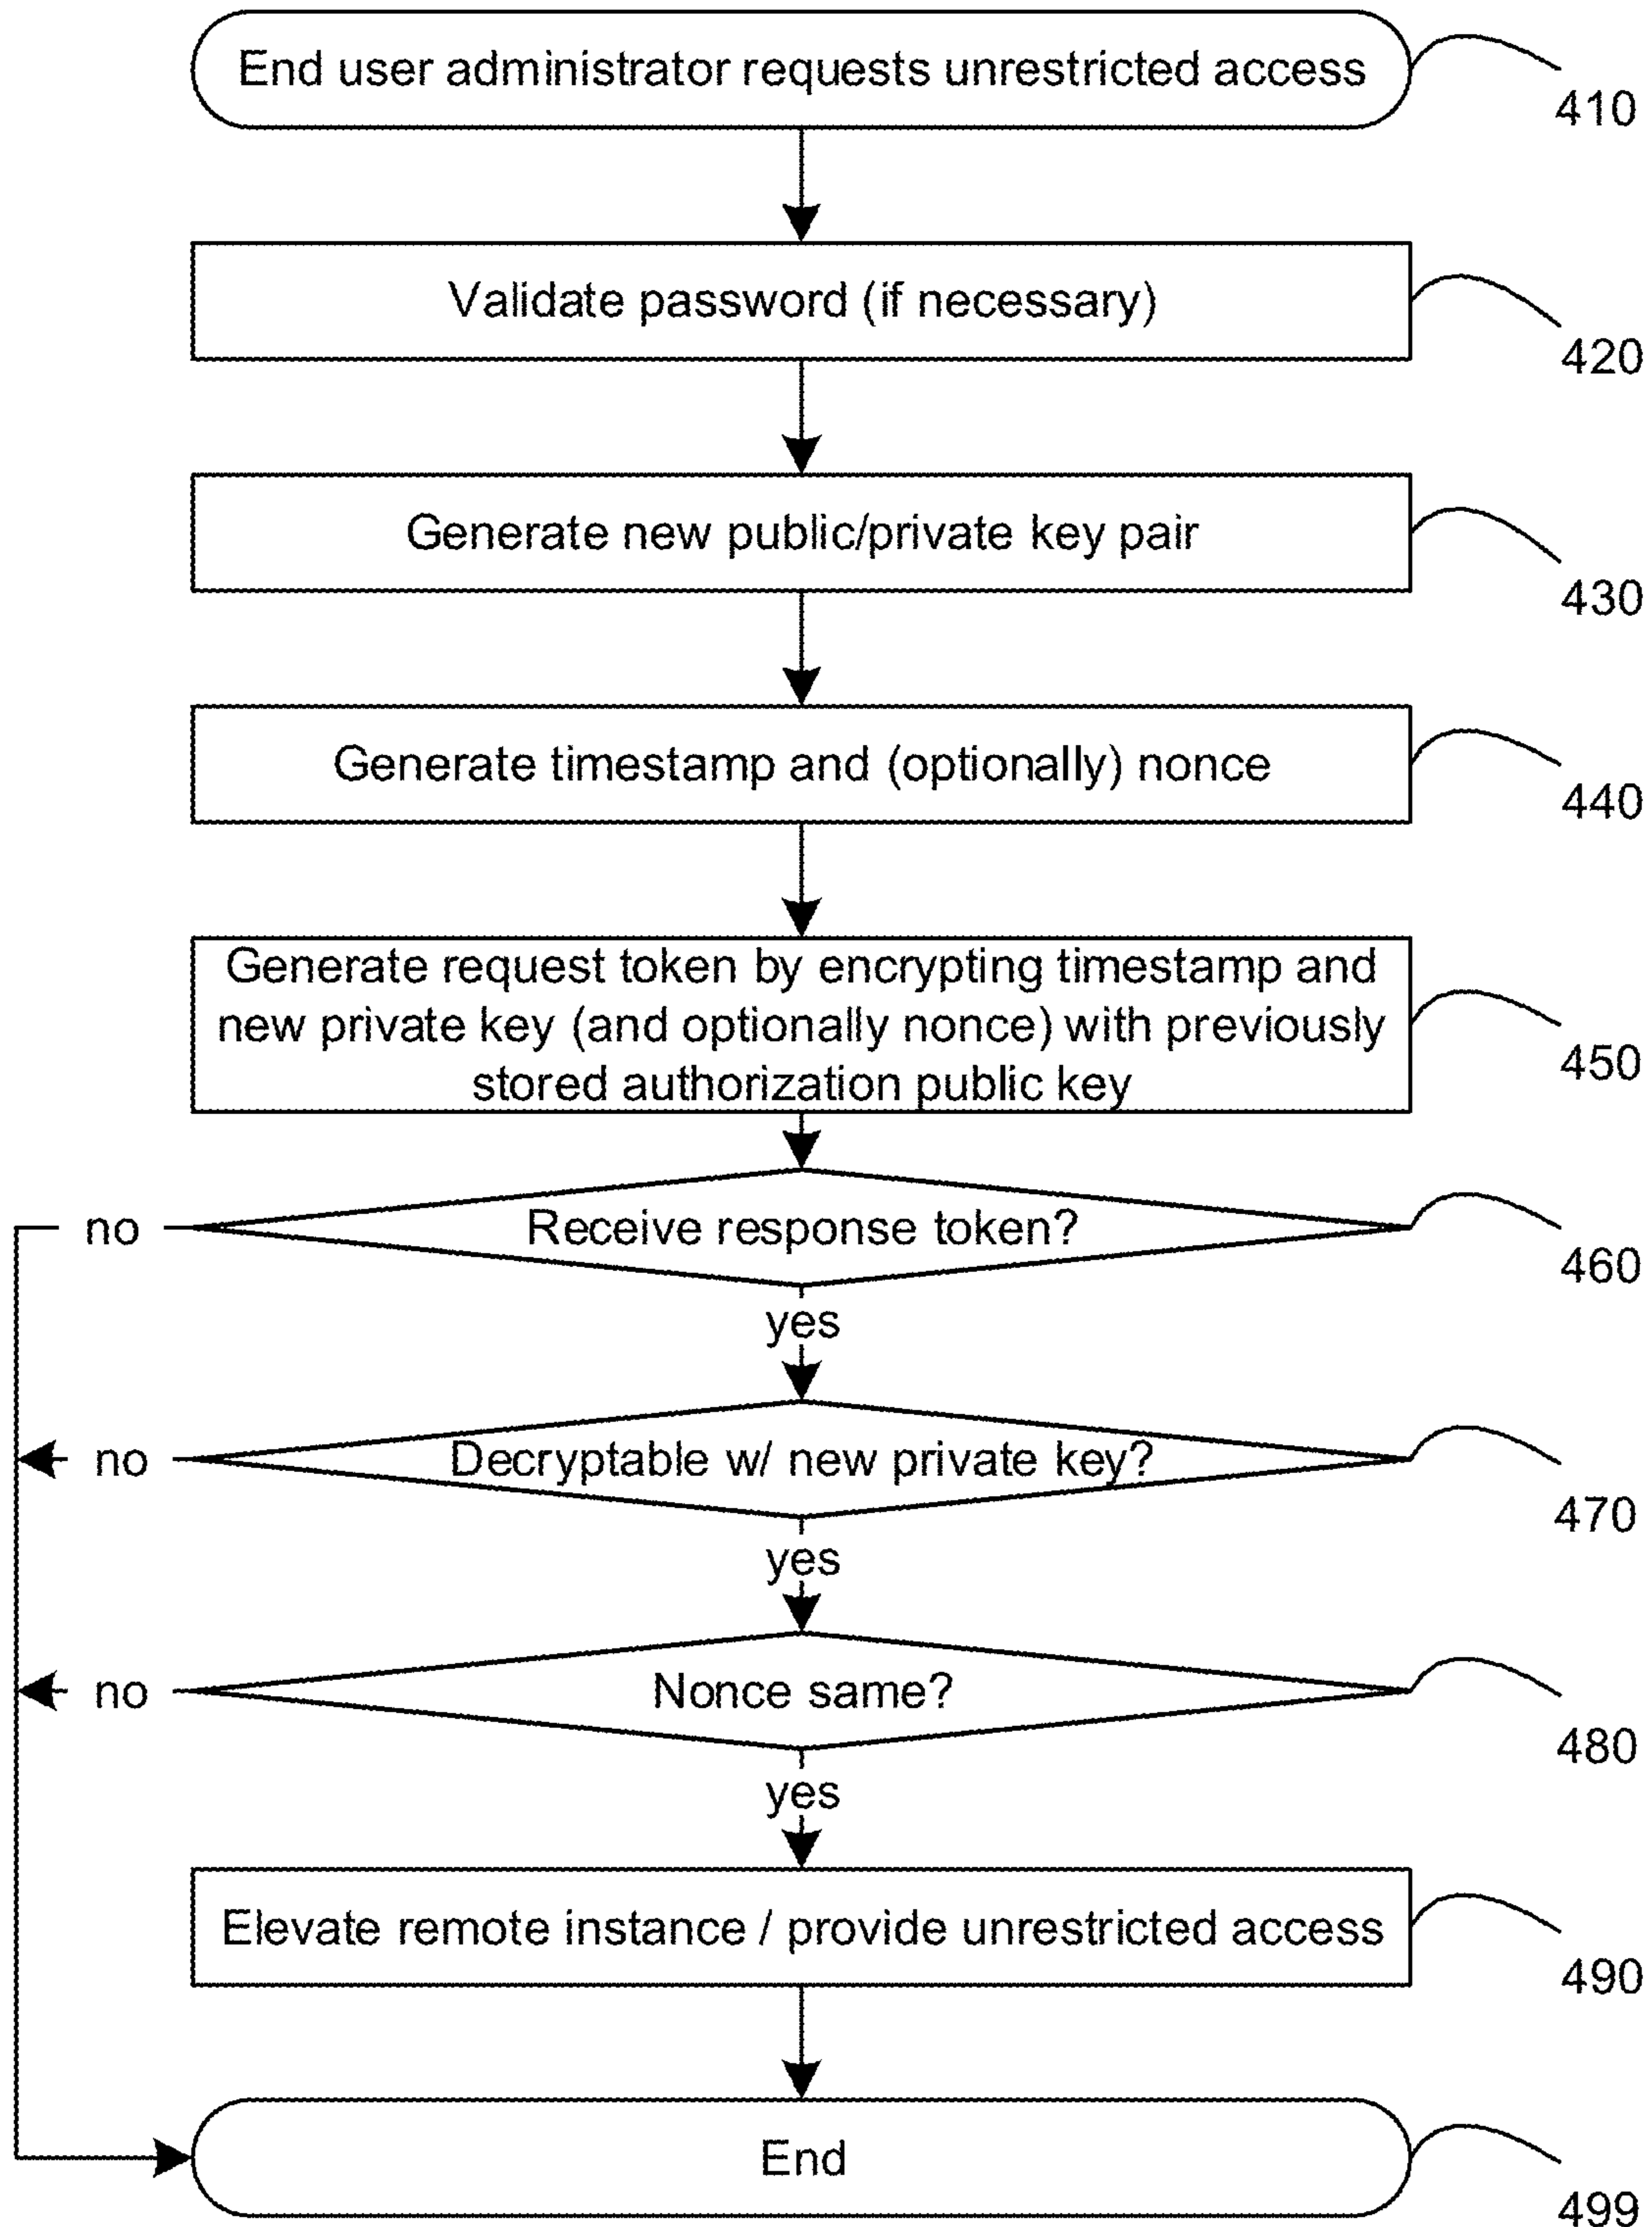 End user administrator requests unrestricted access
410
Validate password (if necessary)
420
Generate new public/private key pair
430
Generate timestamp and (optionally) nonce
440
Generate request token by encrypting timestamp and
new private key (and optionally nonce) with previously
stored authorization public key
450
no
Receive response token?
460
yes
no
Decryptable w/ new private key?
470
yes
no
Nonce same?
480
yes
Elevate remote instance / provide unrestricted access
490
End
499